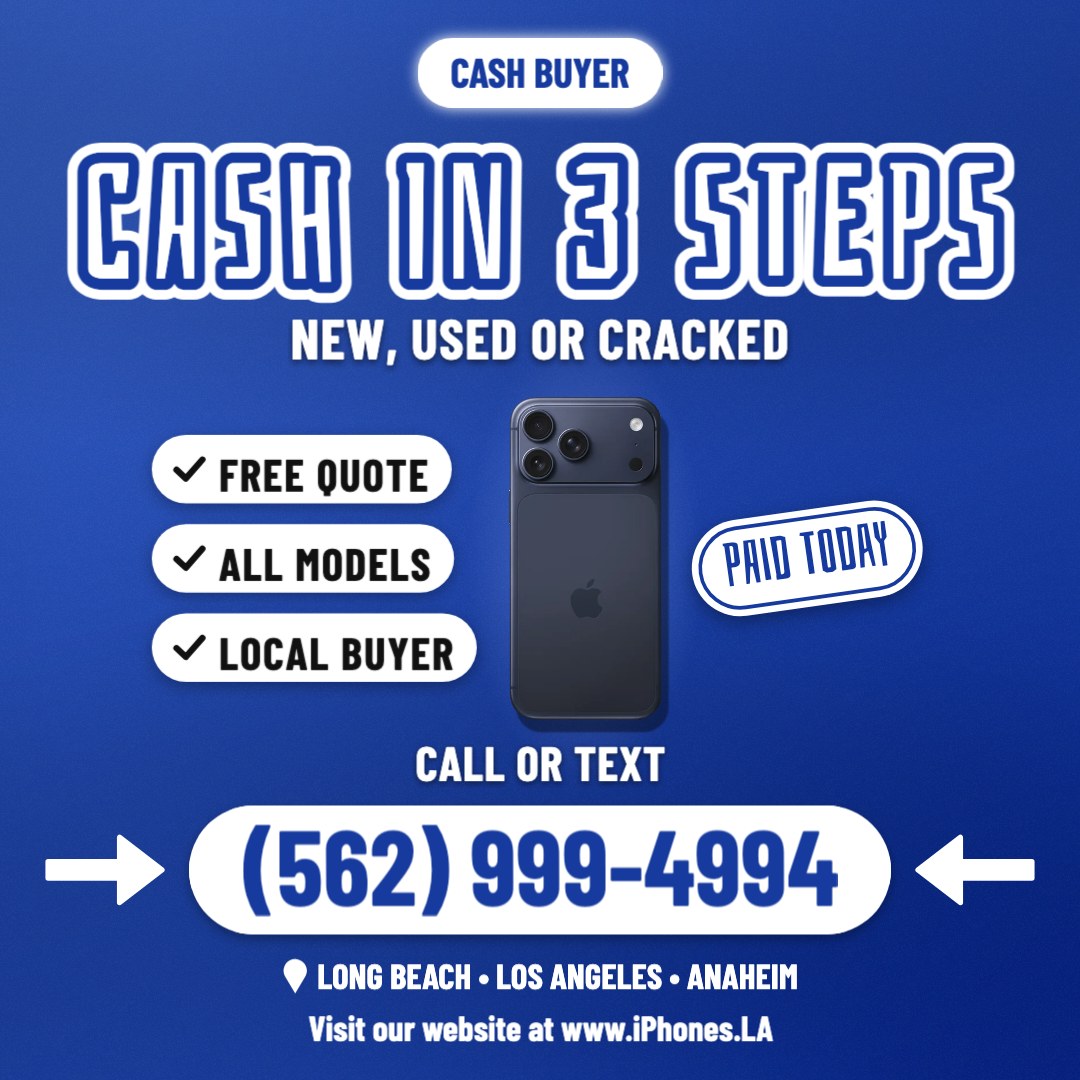 CASH BUYER
CASH IN 3 STEPS
NEW, USED OR CRACKED
FREE QUOTE
ALL MODELS
LOCAL BUYER
PAID TODAY
CALL OR TEXT
(562) 999-4994
LONG BEACH • LOS ANGELES • ANAHEIM
Visit our website at www.iPhones.LA